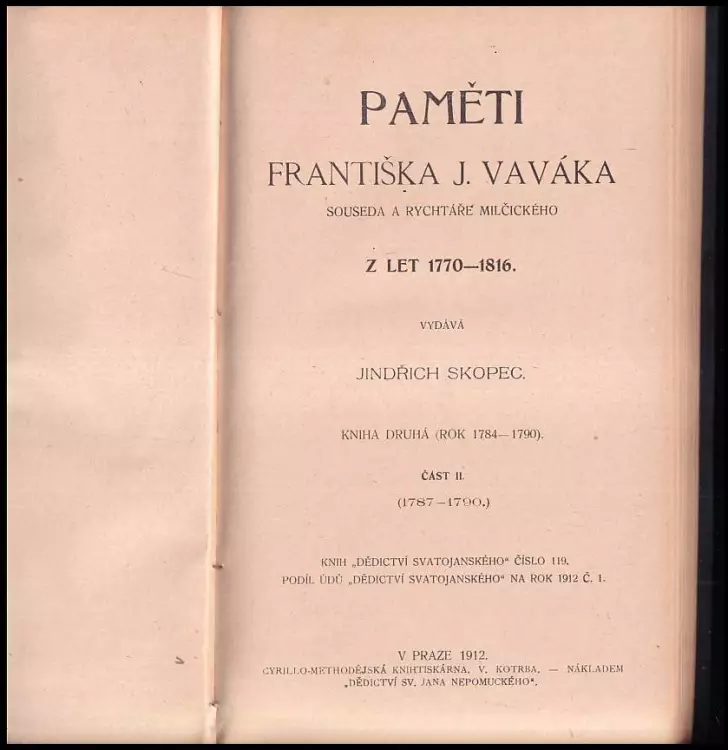 PAMĚTI
FRANTIŠKA J. VAVÁKA
SOUSEDA A RYCHTÁŘE MILČICKÉHO
Z LET 1770—1816.
VYDÁVÁ
JINDŘICH SKOPEC.
KNIHA DRUHÁ (ROK 1784—1790).
ČÁST II.
(1787—1790.)
KNIH „DĚDICTVÍ SVATOJANSKÉHO“ ČÍSLO 119.
PODÍL ÚDŮ „DĚDICTVÍ SVATOJANSKÉHO“ NA ROK 1912 Č. 1.
V PRAZE 1912.
CYRILLO-METHODĚJSKÁ KNIHTISKÁRNA, V. KOTRBA. — NÁKLADEM
„DĚDICTVÍ SV. JANA NEPOMUCKÉHO“.